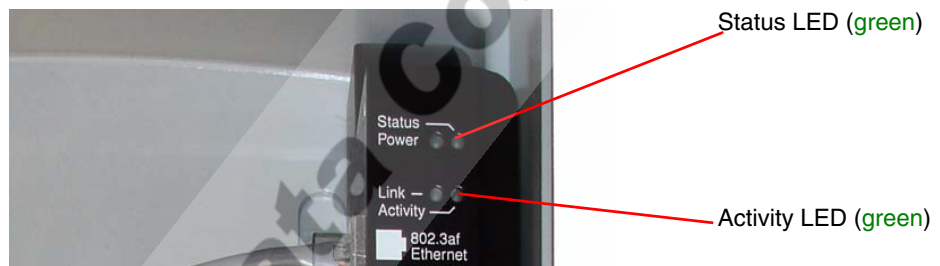 Status LED (green)
Status
Power
Link
Activity
Activity LED (green)
802.3af
Ethernet